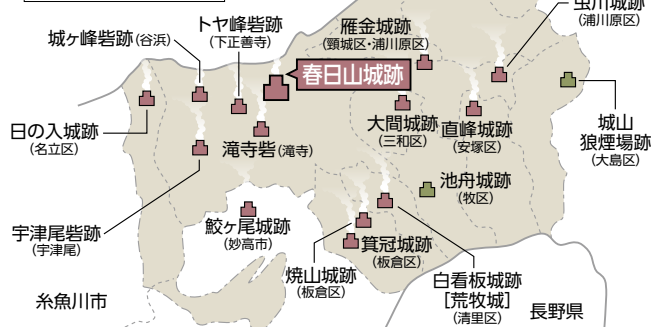 虫川城跡
(浦川原区)
トヤ峰砦跡
(下正善寺)
雁金城跡
(頸城区・浦川原区)
城ヶ峰砦跡(谷浜)
春日山城跡
日の入城跡
(名立区)
大間城跡
(三和区)
直峰城跡
(安塚区)
城山
狼煙場跡
(大島区)
滝寺砦(滝寺)
池舟城跡
(牧区)
宇津尾砦跡
(宇津尾)
鮫ヶ尾城跡
(妙高市)
箕冠城跡
(板倉区)
焼山城跡
(板倉区)
白看板城跡
[荒牧城]
(清里区)
糸魚川市
長野県